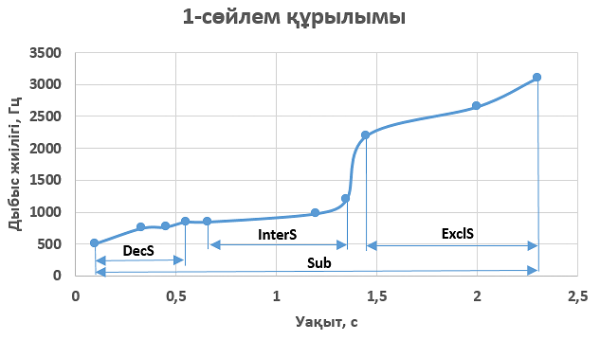 1-сөйлем құрылымы
Дыбыс жиілігі, Гц
3500
3000
2500
2000
1500
1000
500
0
DecS
InterS
ExclS
Sub
0
0,5
1
1,5
2
2,5
Уақыт, с